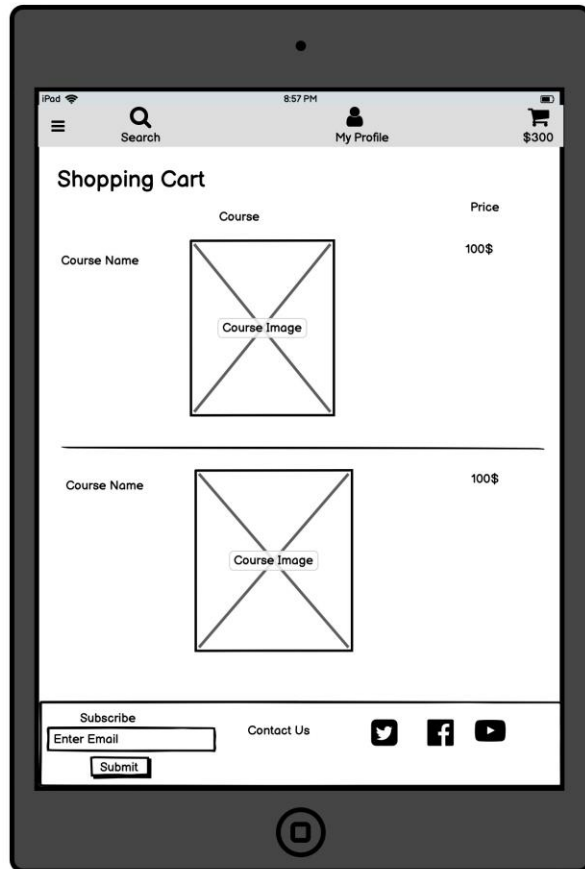 iPad 8:57 PM
Search My Profile $300
Shopping Cart
Course Price
Course Name 100$
Course Image
Course Name 100$
Course Image
Subscribe
Enter Email Contact Us
Submit